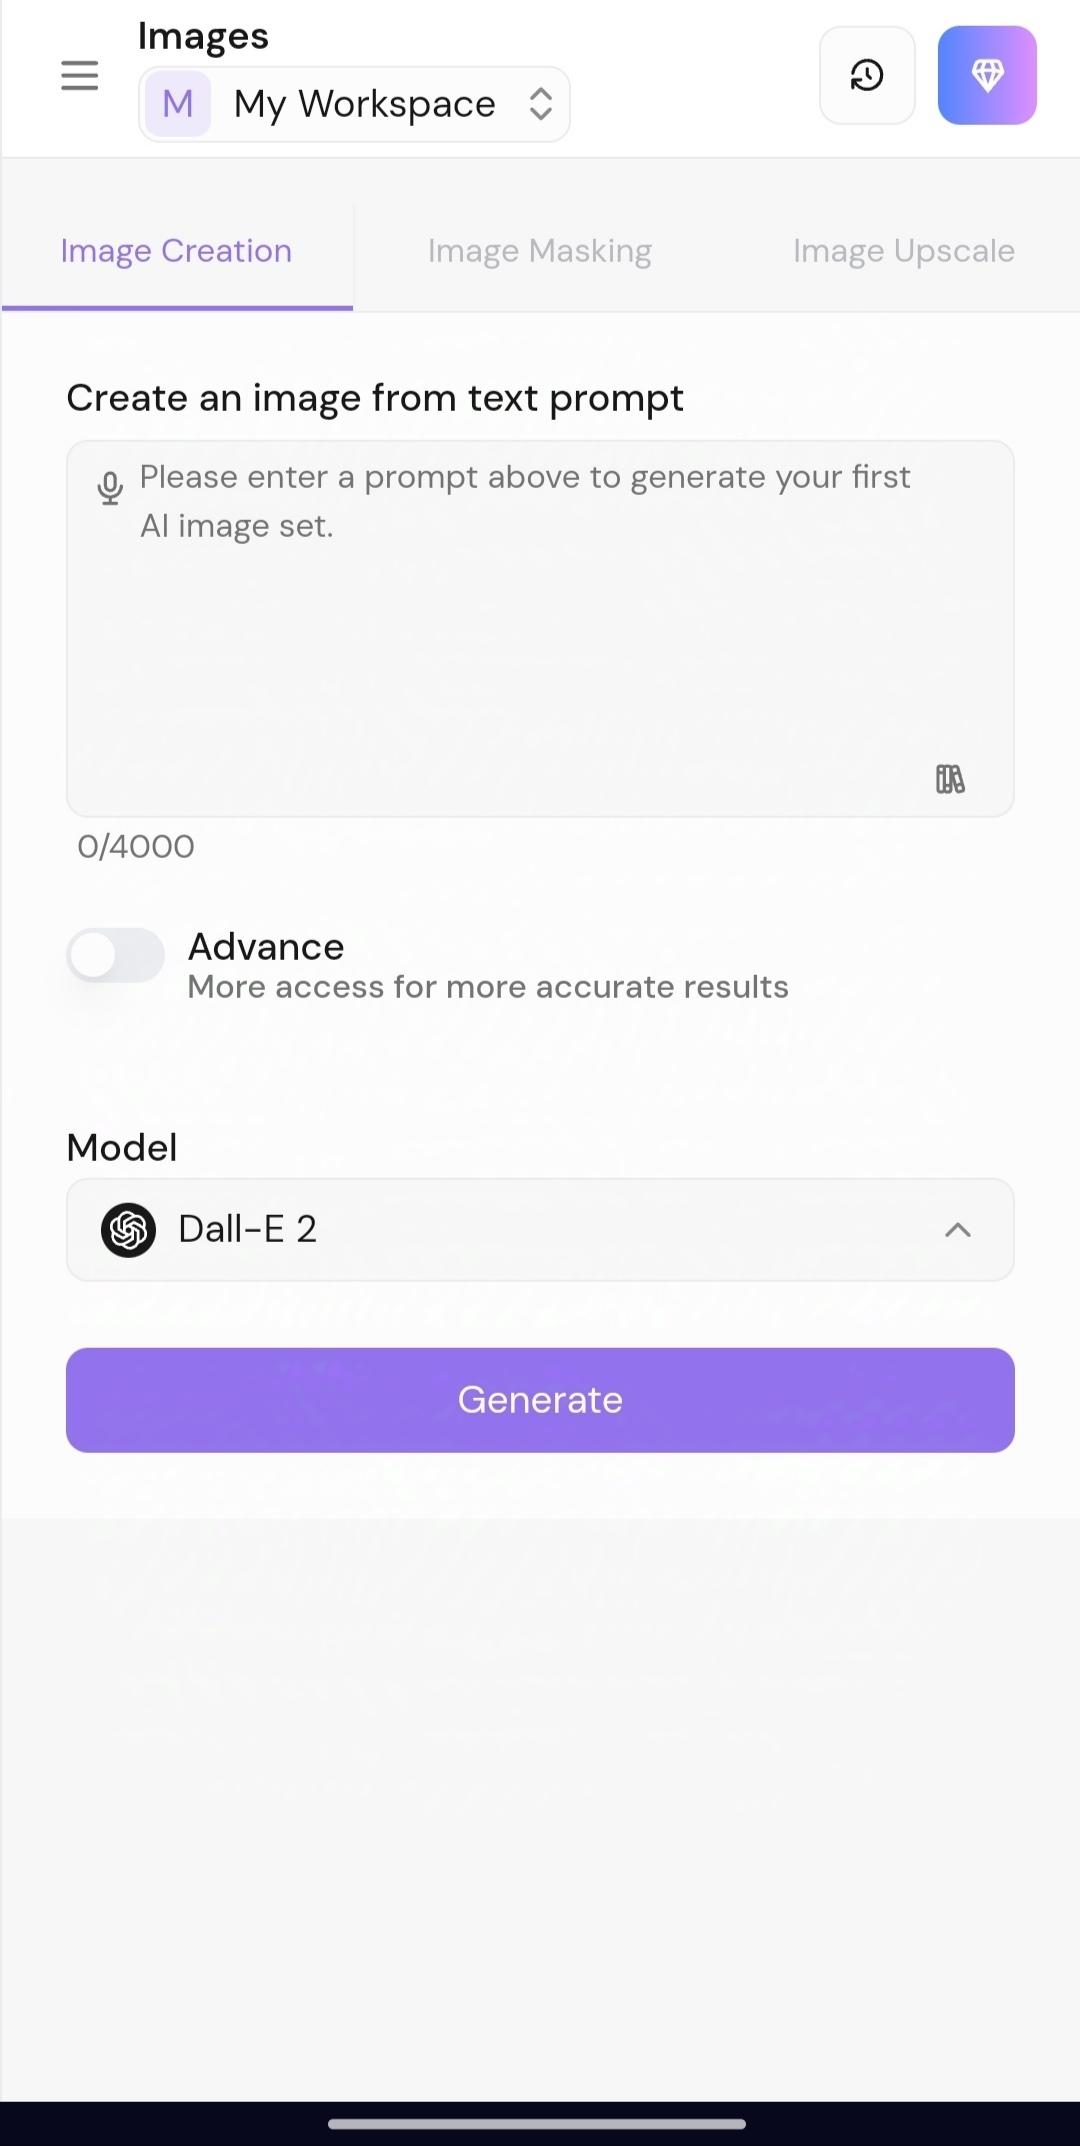 Images
M
My Workspace
Image Creation
Image Masking
Image Upscale
Create an image from text prompt
Please enter a prompt above to generate your first
AI image set.
0/4000
Advance
More access for more accurate results
Model
Dall-E 2
Generate